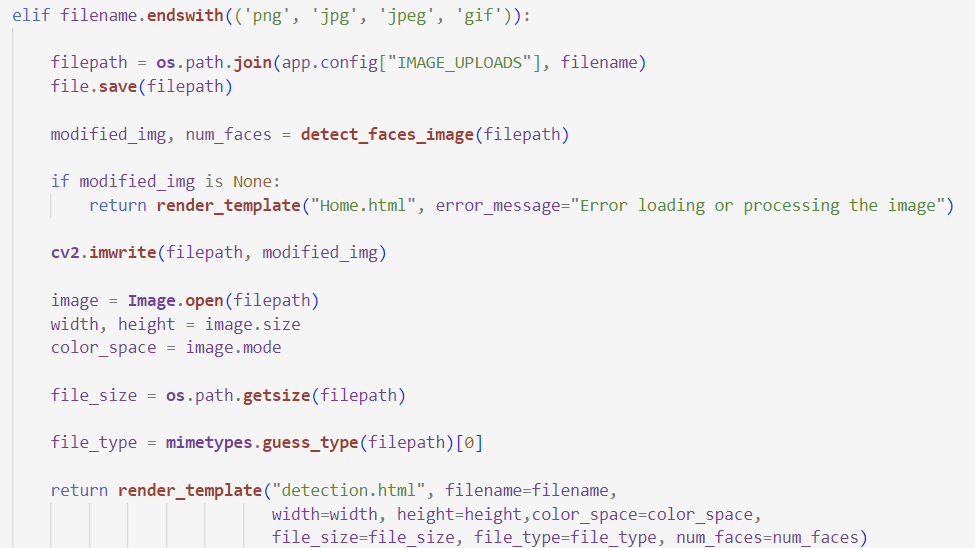 elif filename.endswith(('png', 'jpg', 'jpeg', 'gif')):
filepath = os.path.join(app.config["IMAGE_UPLOADS"], filename)
file.save(filepath)
modified_img, num_faces = detect_faces_image(filepath)
if modified_img is None:
return render_template("Home.html", error_message="Error loading or processing the image")
cv2.imwrite(filepath, modified_img)
image = Image.open(filepath)
width, height = image.size
color_space = image.mode
file_size = os.path.getsize(filepath)
file_type = mimetypes.guess_type(filepath)[0]
return render_template("detection.html", filename=filename,
width=width, height=height,color_space=color_space,
file_size=file_size, file_type=file_type, num_faces=num_faces)